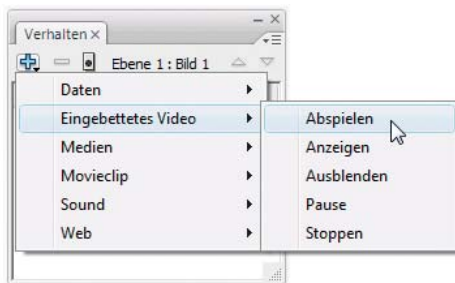 Verhalten ×
Ebene 1 : Bild 1
Daten
Eingebettetes Video
Medien
Movieclip
Sound
Web
Abspielen
Anzeigen
Ausblenden
Pause
Stoppen